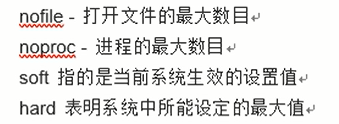 nofile - 打开文件的最大数目
noproc - 进程的最大数目
soft 指的是当前系统生效的设置值
hard 表明系统中所能设定的最大值